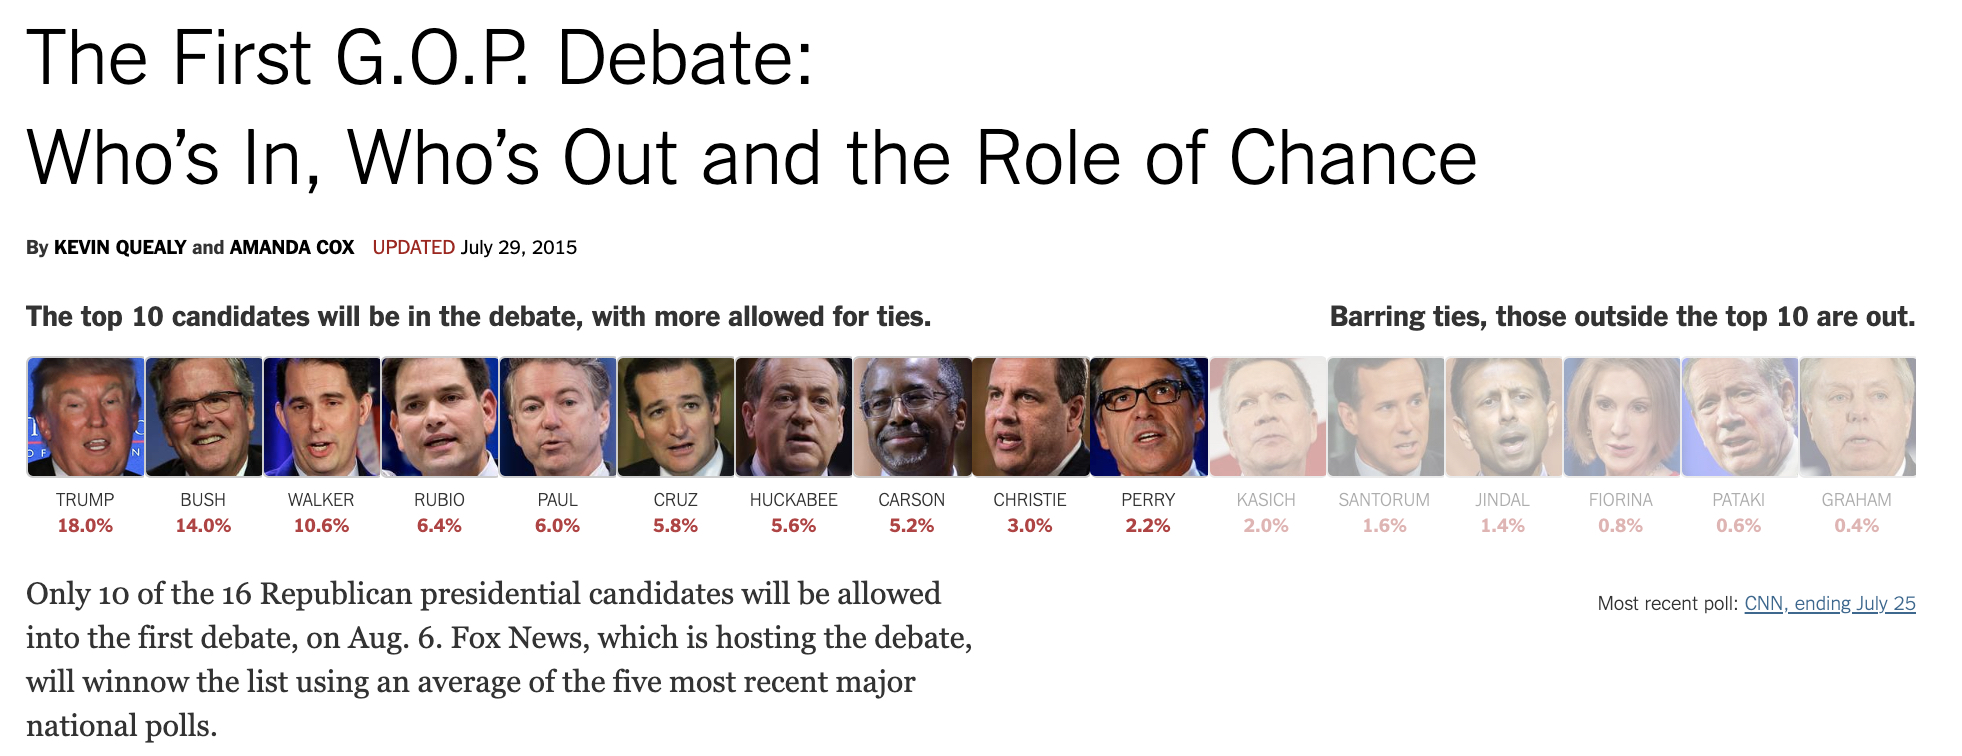 The First G.O.P. Debate:
Who’s In, Who’s Out and the Role of Chance
By KEVIN QUEALY and AMANDA COX UPDATED July 29, 2015
The top 10 candidates will be in the debate, with more allowed for ties.
Barring ties, those outside the top 10 are out.
TRUMP BUSH WALKER RUBIO PAUL CRUZ HUCKABEE CARSON CHRISTIE PERRY KASICH SANTORUM JINDAL FIORINA PATAKI GRAHAM
18.0% 14.0% 10.6% 6.4% 6.0% 5.8% 5.6% 5.2% 3.0% 2.2% 2.0% 1.6% 1.4% 0.8% 0.6% 0.4%
Only 10 of the 16 Republican presidential candidates will be allowed
into the first debate, on Aug. 6. Fox News, which is hosting the debate,
will winnow the list using an average of the five most recent major
national polls.
Most recent poll: CNN, ending July 25